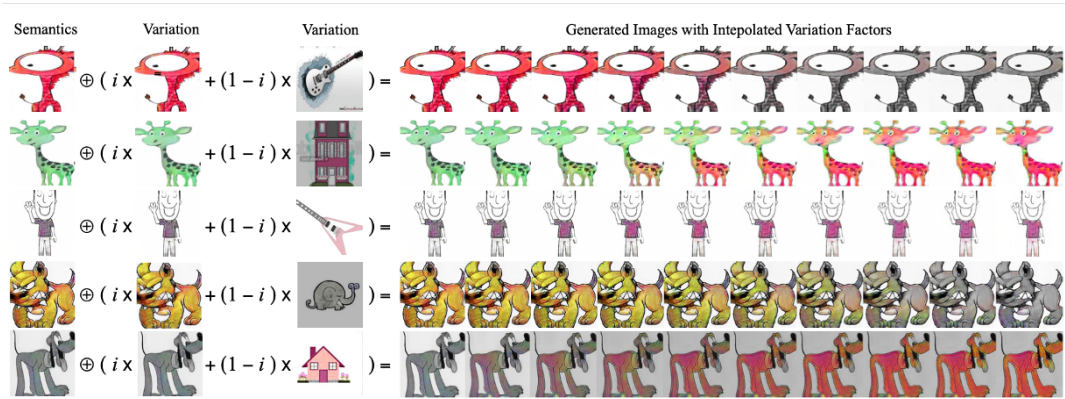 Semantics Variation Variation Generated Images with Intepolated Variation Factors
⊕ ( i x + (1 − i ) x ) =
⊕ ( i x + (1 − i ) x ) =
⊕ ( i x + (1 − i ) x ) =
⊕ ( i x + (1 − i ) x ) =
⊕ ( i x + (1 − i ) x ) =